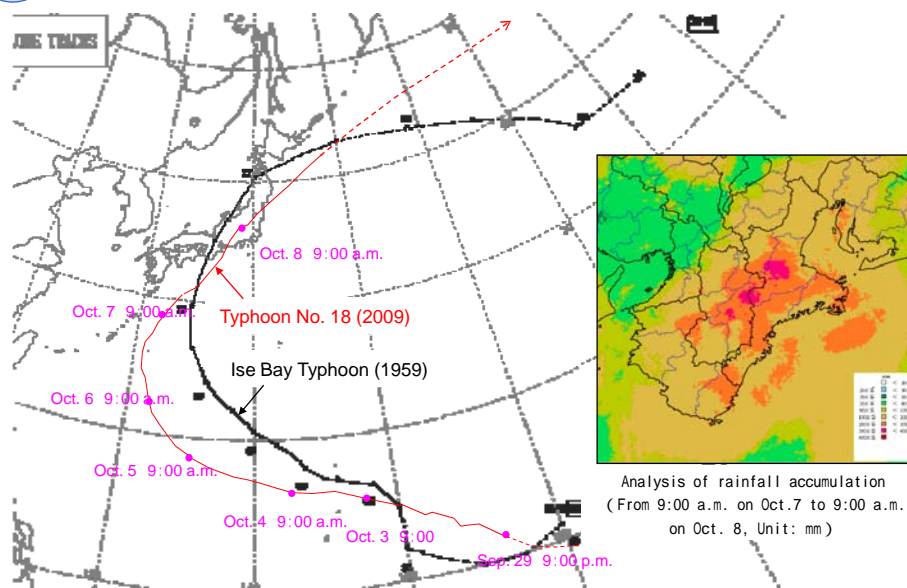 TRACKS
Oct. 8 9:00 a.m.
Oct. 7 9:00 a.m.
Typhoon No. 18 (2009)
Ise Bay Typhoon (1959)
Oct. 6 9:00 a.m.
Oct. 5 9:00 a.m.
Oct. 4 9:00 a.m.
Oct. 3 9:00
Sep. 29 9:00 p.m.
Analysis of rainfall accumulation
(From 9:00 a.m. on Oct.7 to 9:00 a.m.
on Oct. 8, Unit: mm)